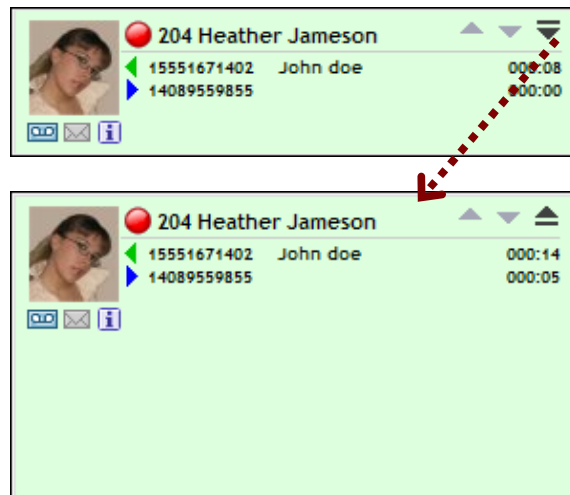 204 Heather Jameson
15551671402 John doe 000:08
14089559855 000:00
204 Heather Jameson
15551671402 John doe 000:14
14089559855 000:05